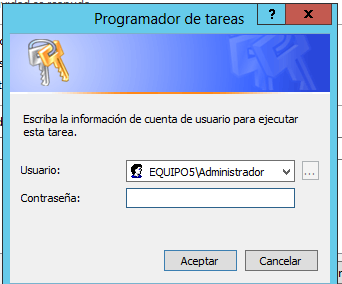 Programador de tareas
?
x
Escriba la información de cuenta de usuario para ejecutar
esta tarea.
Usuario:
EQUIPO5\Administrador
...
Contraseña:
Aceptar
Cancelar